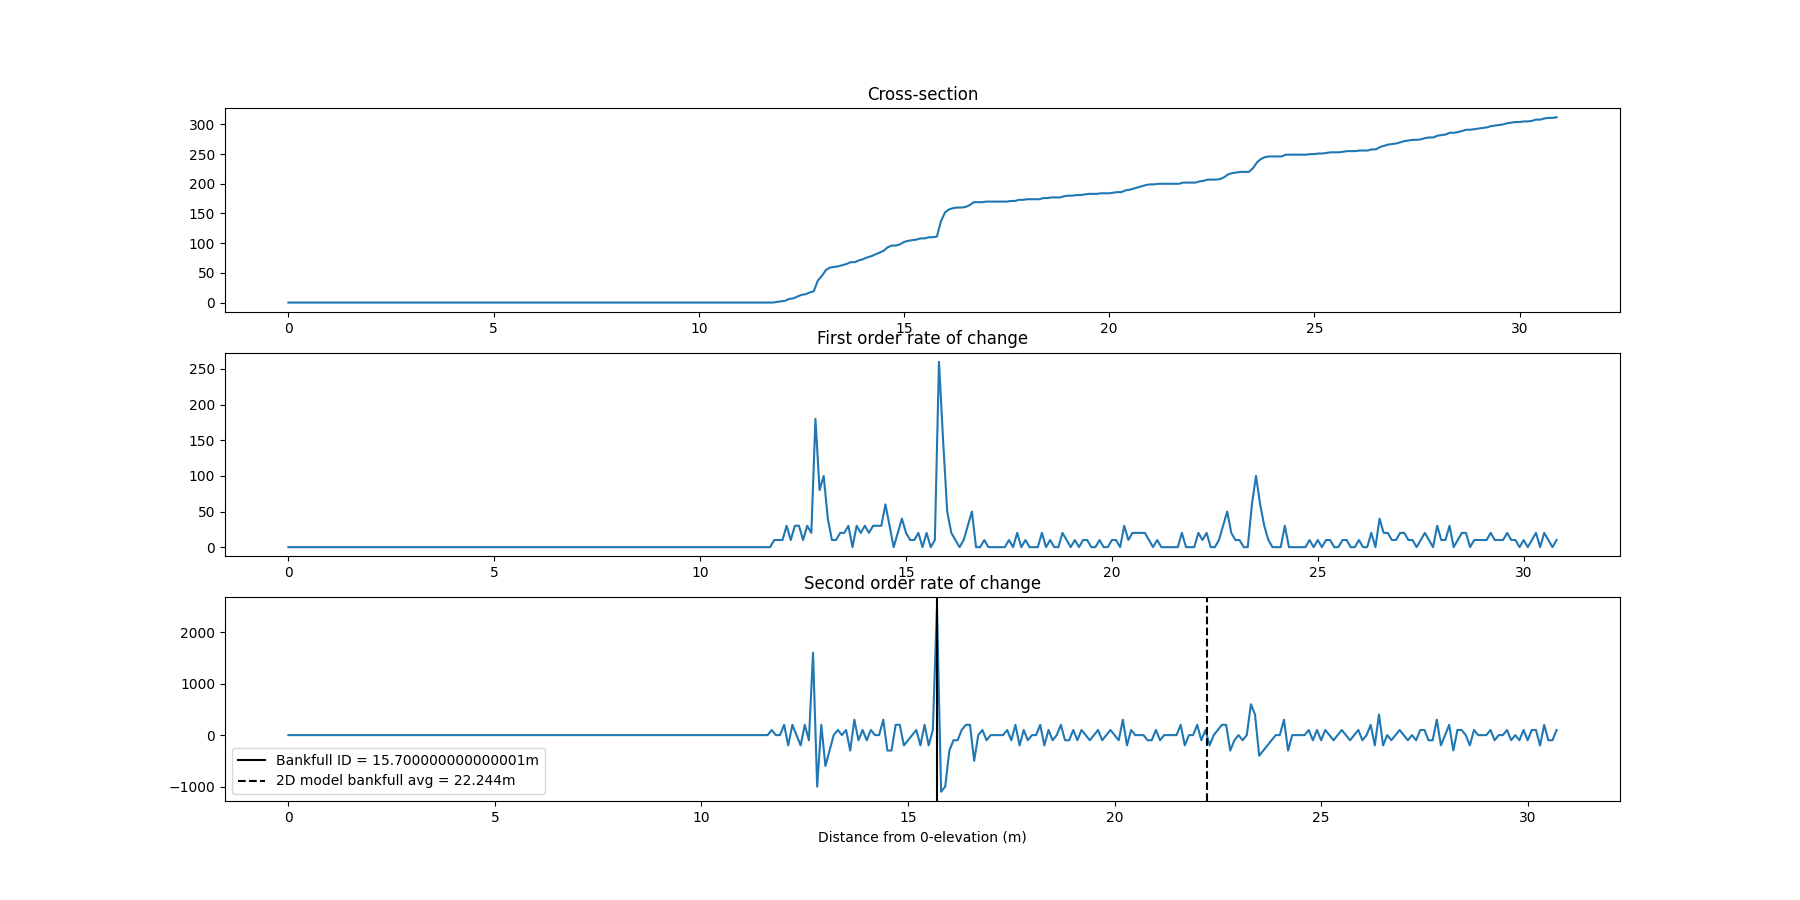 Cross-section
300
250
200
150
100
50
0
0 5 10 15 20 25 30
First order rate of change
250
200
150
100
50
0
0 5 10 15 20 25 30
Second order rate of change
2000
1000
0
−1000
Bankfull ID = 15.700000000000001m
2D model bankfull avg = 22.244m
0 5 10 15 20 25 30
Distance from 0-elevation (m)